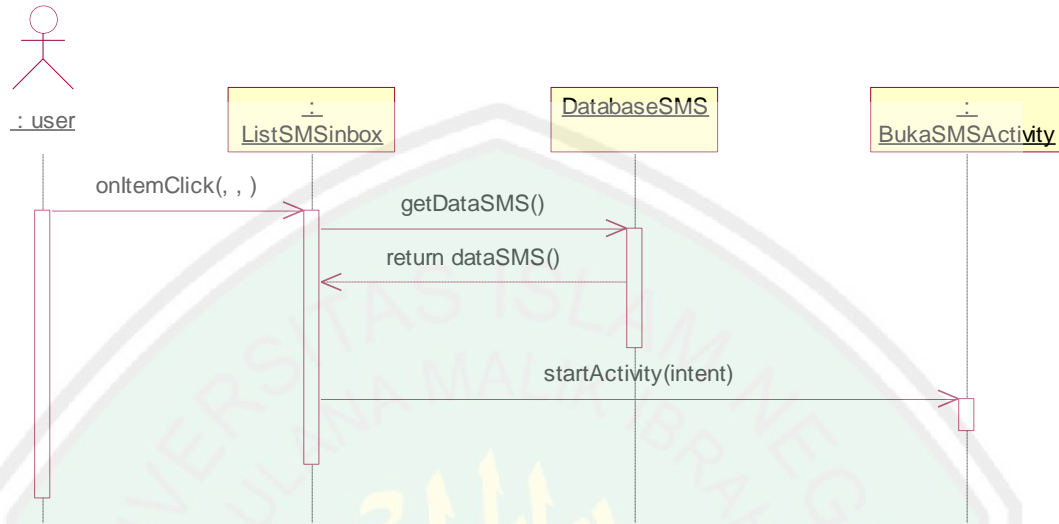 : user
:
ListSMSinbox
DatabaseSMS
:
BukaSMSActivity
onItemClick(, , )
getDataSMS()
return dataSMS()
startActivity(intent)